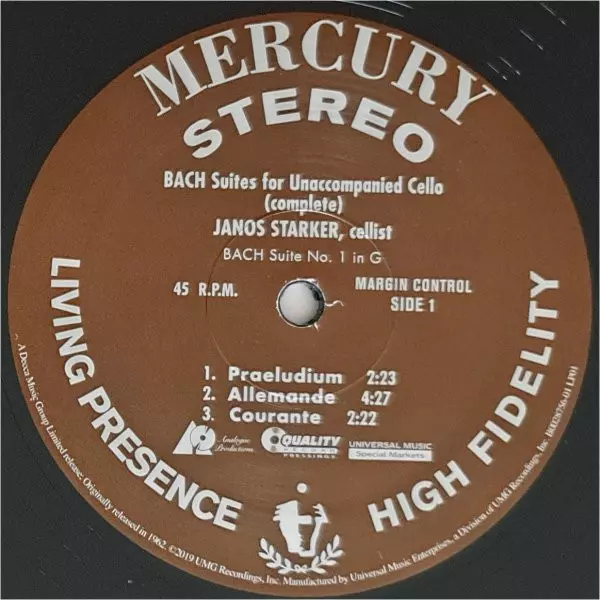 MERCURY
STEREO
BACH Suites for Unaccompanied Cello
(complete)
JANOS STARKER, cellist
BACH Suite No. 1 in G
45 R.P.M.
MARGIN CONTROL
SIDE 1
LIVING PRESENCE
HIGH FIDELITY
1. Praeludium 2:23
2. Allemande 4:27
3. Courante 2:22
Analogue
Productions
QUALITY
RECORD
PRESSINGS
UNIVERSAL MUSIC
Special Markets
A Decca Music Group Limited release. Originally released in 1962. ©2019 UMG Recordings, Inc. Manufactured by Universal Music Enterprises, a Division of UMG Recordings, Inc.